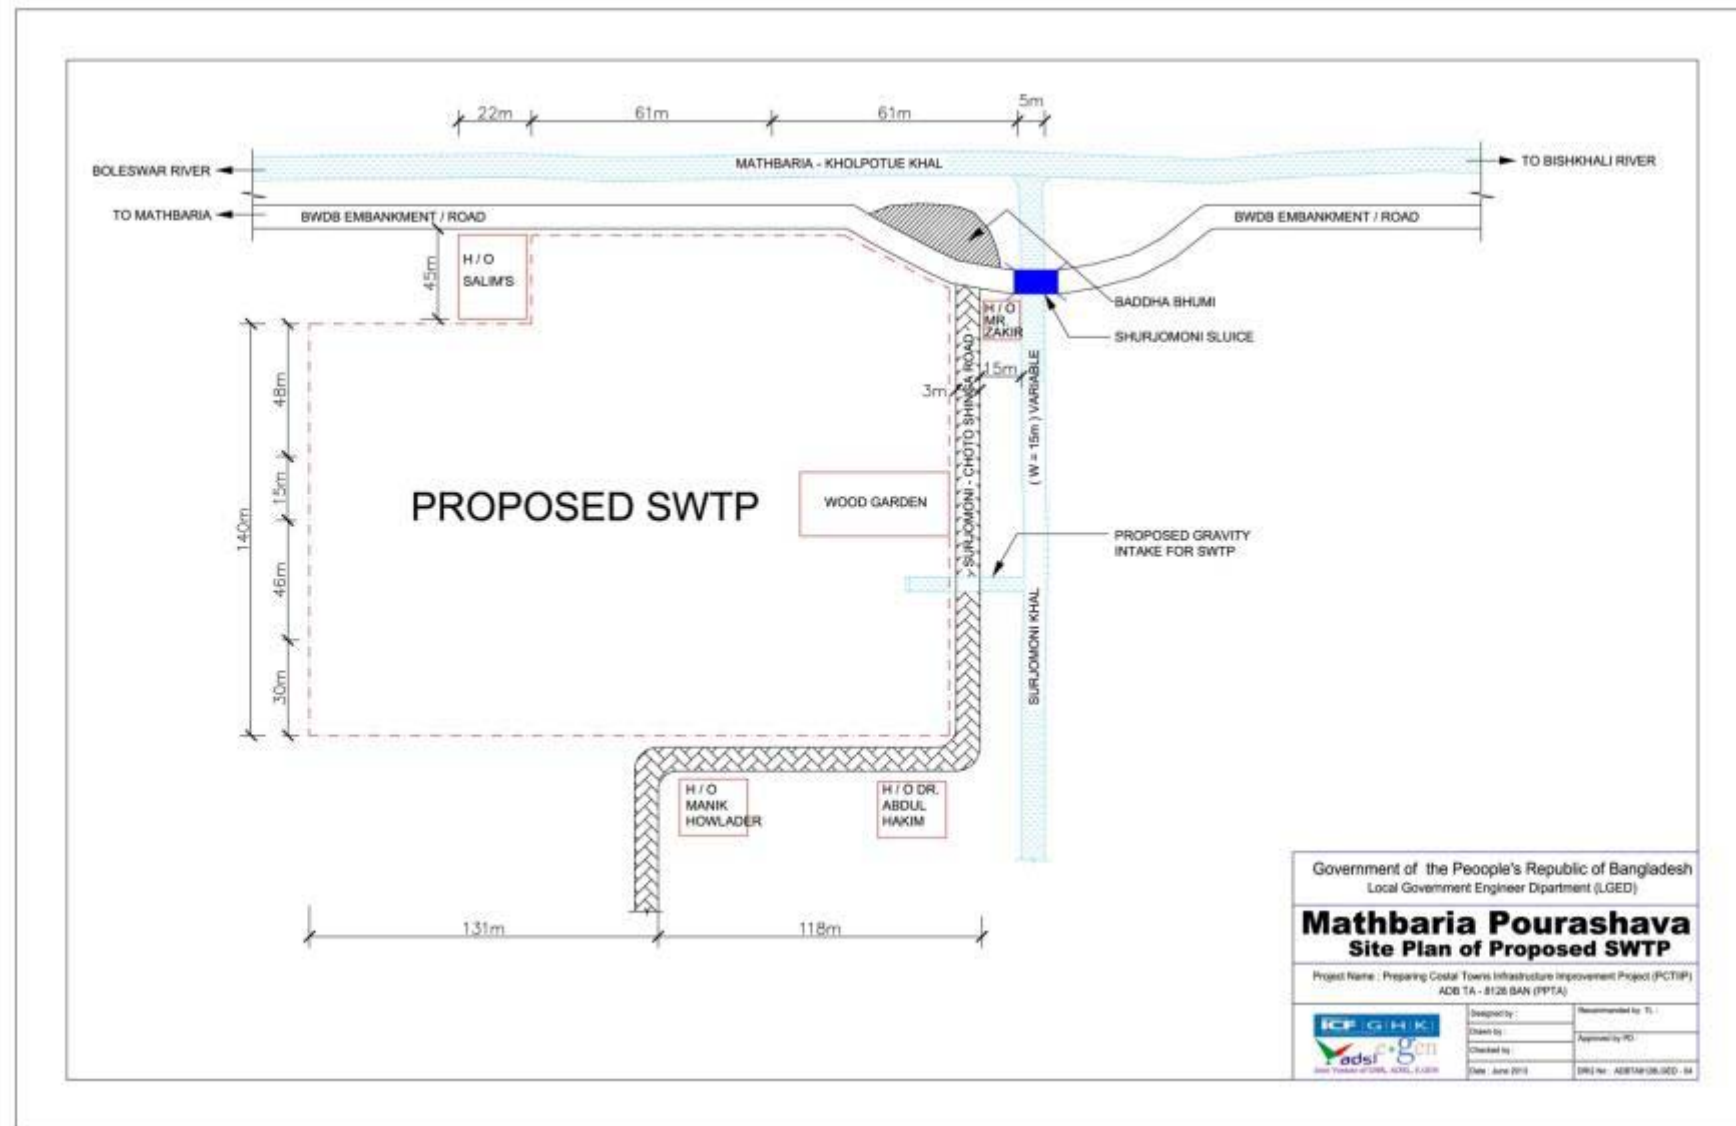 22m
61m
61m
5m
BOLESWAR RIVER
MATHBARIA - KHOLPOTUE KHAL
TO BISHKHALI RIVER
TO MATHBARIA
BWDB EMBANKMENT / ROAD
BWDB EMBANKMENT / ROAD
45m
H / O
SALIM'S
BADDHA BHUMI
H / O
MR
ZAKIR
SHURJOMONI SLUICE
15m
3m
SURJOMONI - CHOTO SHINGA ROAD
( W = 15m ) VARIABLE
48m
15m
46m
30m
140m
PROPOSED SWTP
WOOD GARDEN
PROPOSED GRAVITY
INTAKE FOR SWTP
SURJOMONI KHAL
H / O
MANIK
HOWLADER
H / O DR.
ABDUL
HAKIM
131m
118m
Government of the Peoople's Republic of Bangladesh
Local Government Engineer Dipartment (LGED)
Mathbaria Pourashava
Site Plan of Proposed SWTP
Project Name : Preparing Costal Towns Infrastructure Improvement Project (PCTIIP)
ADB TA - 8128 BAN (PPTA)
ICF GHK
adsl
e.gen
Designed by :
Drawn by :
Checked by :
Date : June 2013
Recommended by TL :
Approved by PD :
DRG No :